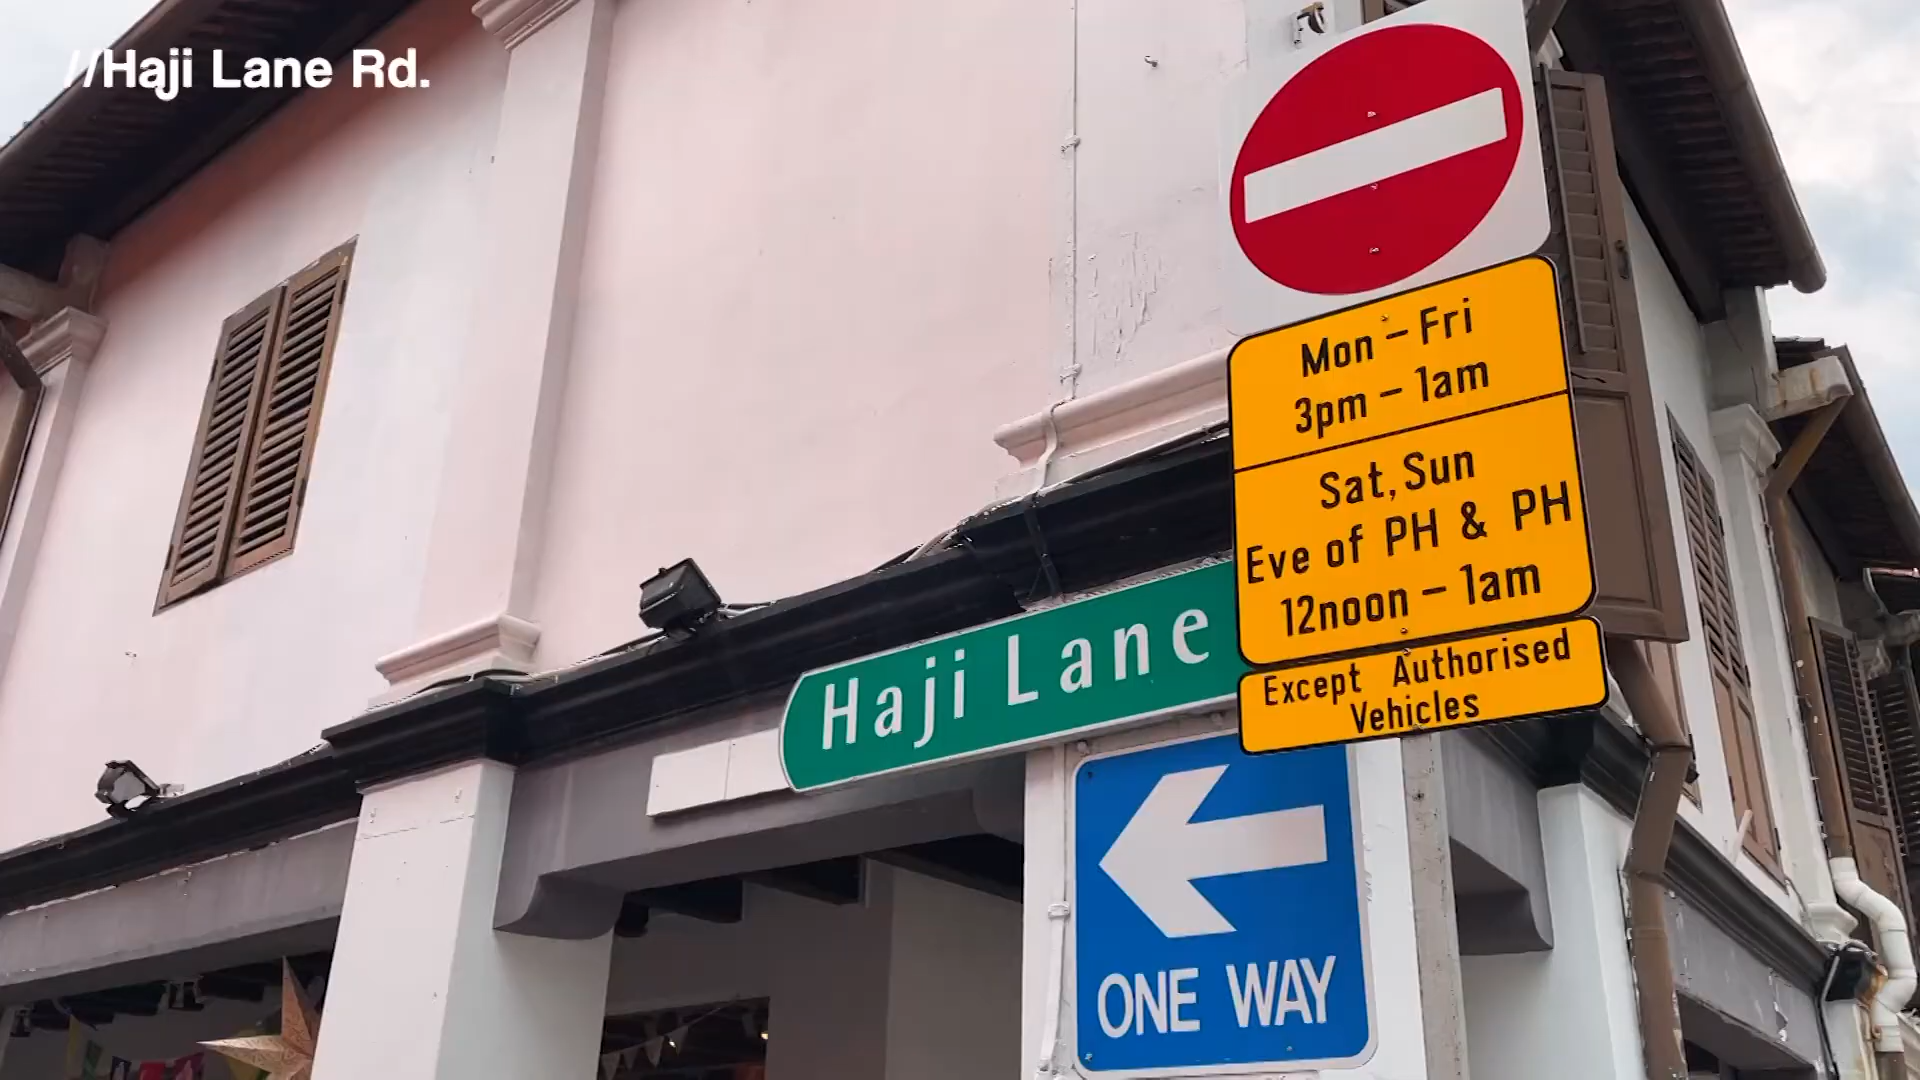 //Haji Lane Rd.
Mon - Fri
3pm - 1am
Sat, Sun
Eve of PH & PH
12noon - 1am
Except Authorised
Vehicles
Haji Lane
ONE WAY